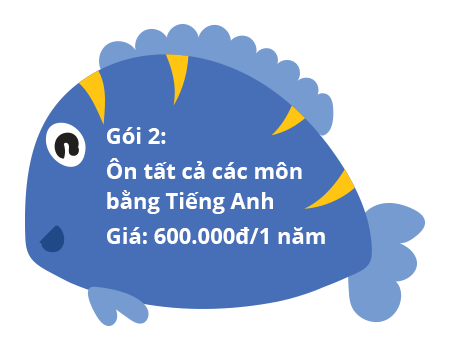 Gói 2:
Ôn tất cả các môn
bằng Tiếng Anh
Giá: 600.000đ/1 năm